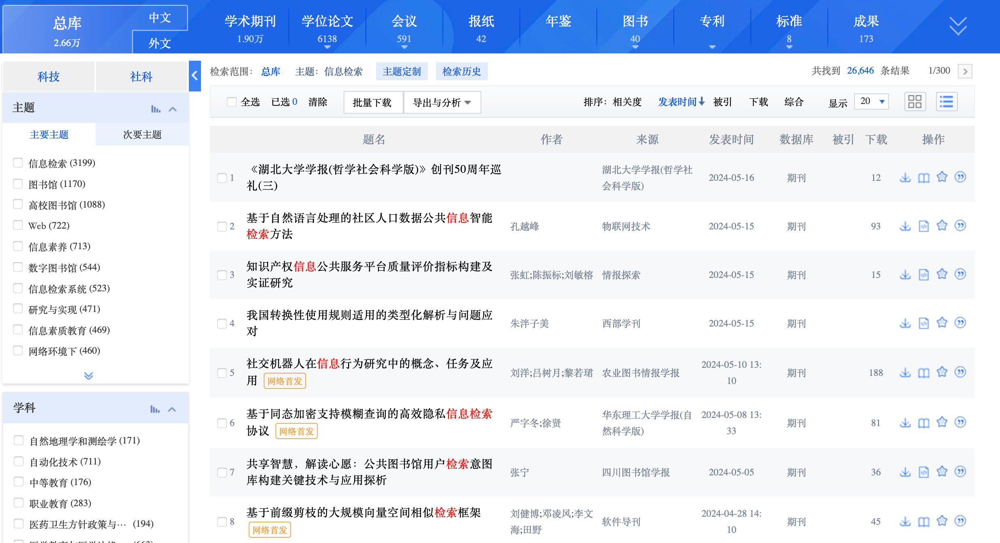 总库
2.66万
中文
外文
学术期刊
1.90万
学位论文
6138
会议
591
报纸
42
年鉴
图书
40
专利
标准
8
成果
173
科技
社科
主题
主要主题
次要主题
信息检索 (3199)
图书馆 (1170)
高校图书馆 (1088)
Web (722)
信息素养 (713)
数字图书馆 (544)
信息检索系统 (523)
研究与实现 (471)
信息素质教育 (469)
网络环境下 (460)
学科
自然地理学和测绘学 (171)
自动化技术 (711)
中等教育 (176)
职业教育 (283)
医药卫生方针政策与… (194)
检索范围： 总库 主题：信息检索 主题定制 检索历史
共找到 26,646 条结果 1/300
全选 已选 0 清除 批量下载 导出与分析
排序： 相关度 发表时间 被引 下载 综合 显示 20
题名 作者 来源 发表时间 数据库 被引 下载 操作
1 《湖北大学学报(哲学社会科学版)》创刊50周年巡
礼(三)
湖北大学学报(哲学社
会科学版)
2024-05-16 期刊 12
2 基于自然语言处理的社区人口数据公共信息智能
检索方法
孔越峰 物联网技术 2024-05-15 期刊 93
3 知识产权信息公共服务平台质量评价指标构建及
实证研究
张虹;陈振标;刘敏榕 情报探索 2024-05-15 期刊 15
4 我国转换性使用规则适用的类型化解析与问题应
对
朱泮子美 西部学刊 2024-05-15 期刊
5 社交机器人在信息行为研究中的概念、任务及应
用 网络首发
刘洋;吕树月;黎若珺 农业图书情报学报
2024-05-10 13:
10
期刊 188
6 基于同态加密支持模糊查询的高效隐私信息检索
协议 网络首发
严字冬;徐贤
华东理工大学学报(自
然科学版)
2024-05-08 13:
33
期刊 81
7 共享智慧，解读心愿：公共图书馆用户检索意图
库构建关键技术与应用探析
张宁 四川图书馆学报 2024-05-05 期刊 36
8 基于前缀剪枝的大规模向量空间相似检索框架
网络首发
刘健博;邓凌风;李文
海;田野
软件导刊
2024-04-28 14:
10
期刊 45